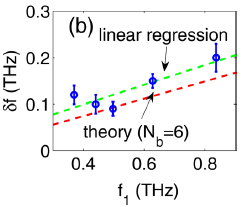 (b)
linear regression
theory (N_b=6)
0.3
0.2
0.1
0
δf (THz)
0.4 0.6 0.8
f_1 (THz)